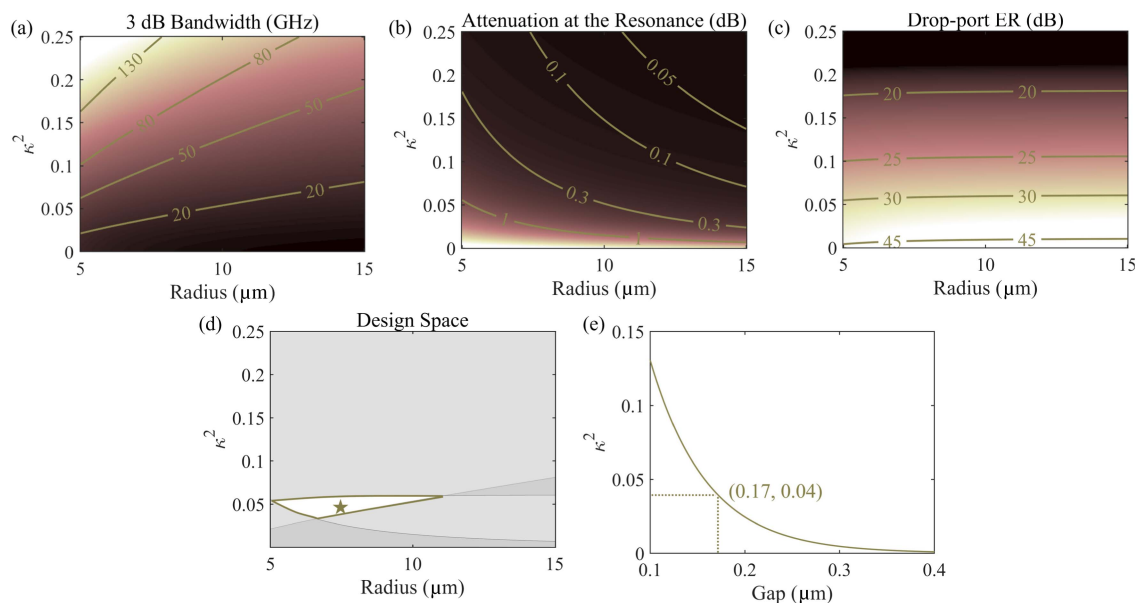 (a) 3 dB Bandwidth (GHz)
0.25
0.2
0.15
0.1
0.05
0
κ²
130
80
80
50
50
20
20
5 10 15
Radius (µm)
(b) Attenuation at the Resonance (dB)
0.25
0.2
0.15
0.1
0.05
0
κ²
0.05
0.1
0.1
0.3
0.3
1
1
5 10 15
Radius (µm)
(c) Drop-port ER (dB)
0.25
0.2
0.15
0.1
0.05
0
κ²
20 20
25 25
30 30
45 45
5 10 15
Radius (µm)
(d) Design Space
0.25
0.2
0.15
0.1
0.05
κ²
5 10 15
Radius (µm)
(e)
0.15
0.1
0.05
0
κ²
(0.17, 0.04)
0.1 0.2 0.3 0.4
Gap (µm)